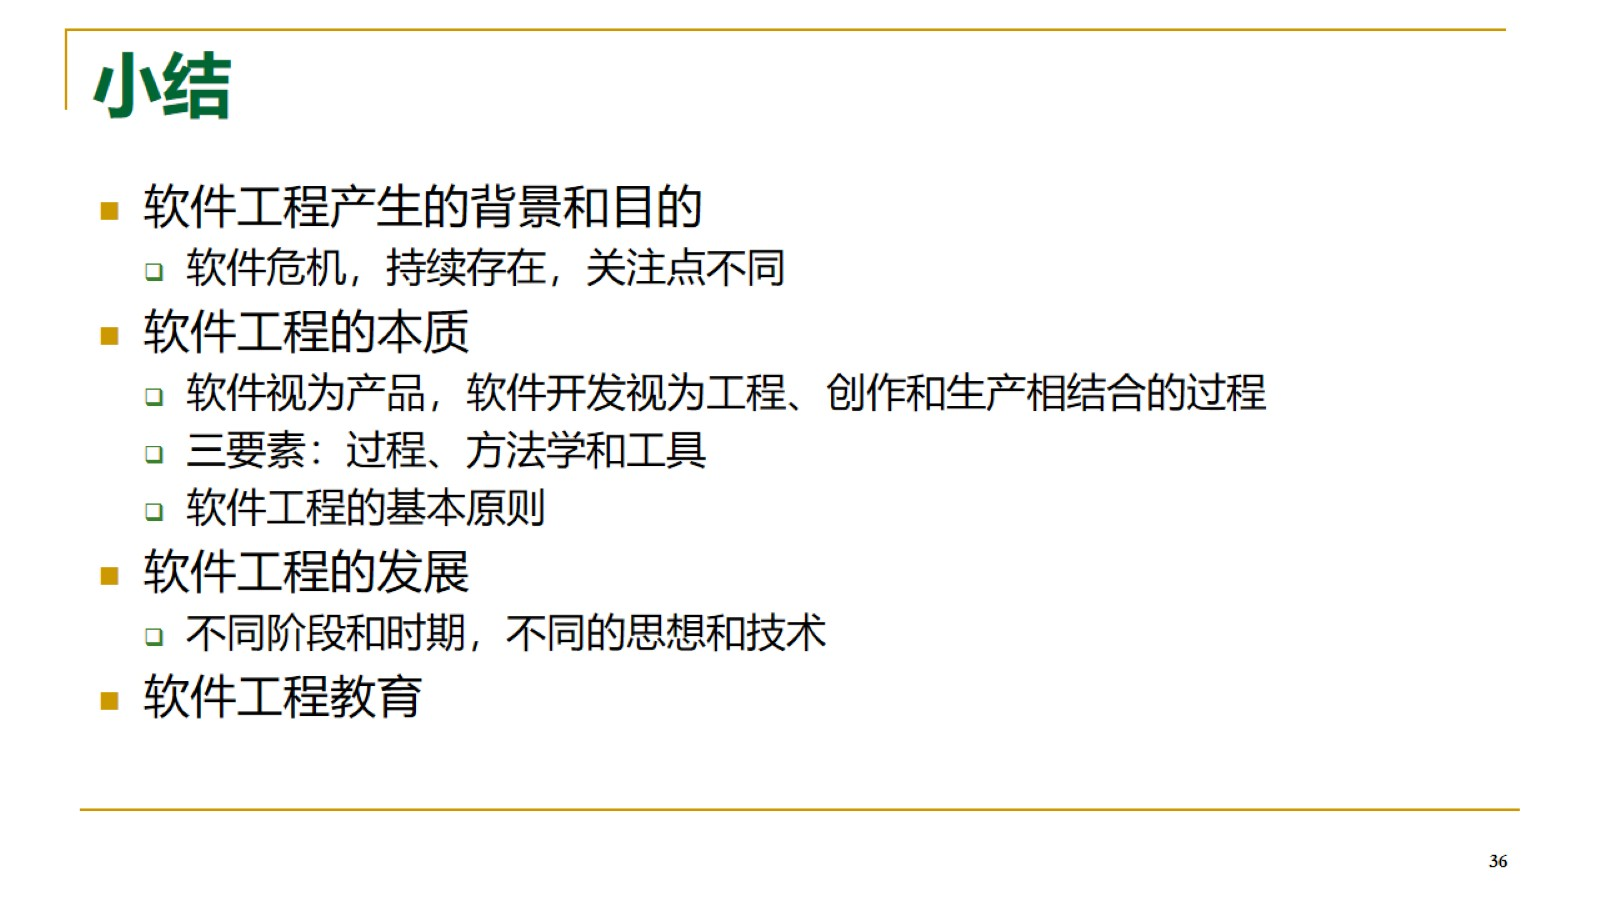 小结
软件工程产生的背景和目的
软件危机，持续存在，关注点不同
软件工程的本质
软件视为产品，软件开发视为工程、创作和生产相结合的过程
三要素：过程、方法学和工具
软件工程的基本原则
软件工程的发展
不同阶段和时期，不同的思想和技术
软件工程教育
36